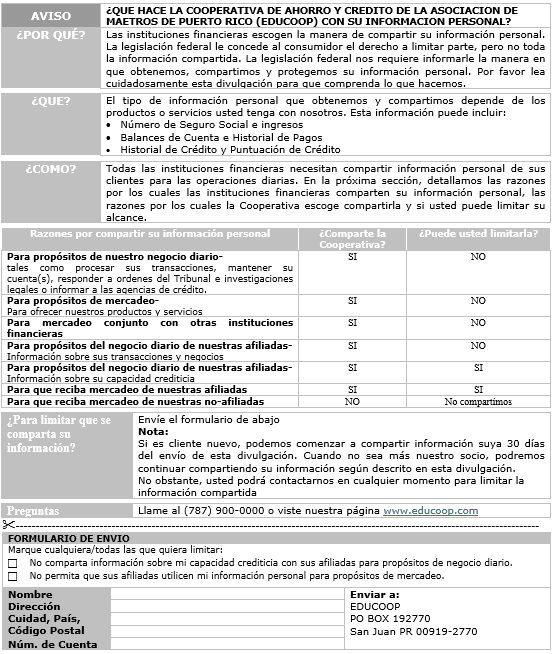 AVISO
¿QUE HACE LA COOPERATIVA DE AHORRO Y CREDITO DE LA ASOCIACION DE
MAETROS DE PUERTO RICO (EDUCOOP) CON SU INFORMACION PERSONAL?
¿POR QUÉ?
Las instituciones financieras escogen la manera de compartir su información personal.
La legislación federal le concede al consumidor el derecho a limitar parte, pero no toda
la información compartida. La legislación federal nos requiere informarle la manera en
que obtenemos, compartimos y protegemos su información personal. Por favor lea
cuidadosamente esta divulgación para que comprenda lo que hacemos.
¿QUE?
El tipo de información personal que obtenemos y compartimos depende de los
productos o servicios usted tenga con nosotros. Esta información puede incluir:
• Número de Seguro Social e ingresos
• Balances de Cuenta e Historial de Pagos
• Historial de Crédito y Puntuación de Crédito
¿COMO?
Todas las instituciones financieras necesitan compartir información personal de sus
clientes para las operaciones diarias. En la próxima sección, detallamos las razones
por los cuales las instituciones financieras comparten su información personal, las
razones por los cuales la Cooperativa escoge compartirla y si usted puede limitar su
alcance.
Razones por compartir su información personal
¿Comparte la
Cooperativa?
¿Puede usted limitarla?
Para propósitos de nuestro negocio diario-
tales como procesar sus transacciones, mantener su
cuenta(s), responder a ordenes del Tribunal e investigaciones
legales o informar a las agencias de crédito.
SI
NO
Para propósitos de mercadeo-
Para ofrecer nuestros productos y servicios
SI
NO
Para mercadeo conjunto con otras instituciones
financieras
SI
NO
Para propósitos del negocio diario de nuestras afiliadas-
Información sobre sus transacciones y negocios
SI
NO
Para propósitos del negocio diario de nuestras afiliadas-
Información sobre su capacidad crediticia
SI
SI
Para que reciba mercadeo de nuestras afiliadas
SI
SI
Para que reciba mercadeo de nuestras no-afiliadas
NO
No compartimos
¿Para limitar que se
comparta su
información?
Envíe el formulario de abajo
Nota:
Si es cliente nuevo, podemos comenzar a compartir información suya 30 días
del envío de esta divulgación. Cuando no sea más nuestro socio, podremos
continuar compartiendo su información según descrito en esta divulgación.
No obstante, usted podrá contactarnos en cualquier momento para limitar la
información compartida
Preguntas
Llame al (787) 900-0000 o viste nuestra página www.educoop.com
FORMULARIO DE ENVIO
Marque cualquiera/todas las que quiera limitar:
No comparta información sobre mi capacidad crediticia con sus afiliadas para propósitos de negocio diario.
No permita que sus afiliadas utilicen mi información personal para propósitos de mercadeo.
Nombre
Dirección
Cuidad, País,
Código Postal
Núm. de Cuenta
Enviar a:
EDUCOOP
PO BOX 192770
San Juan PR 00919-2770